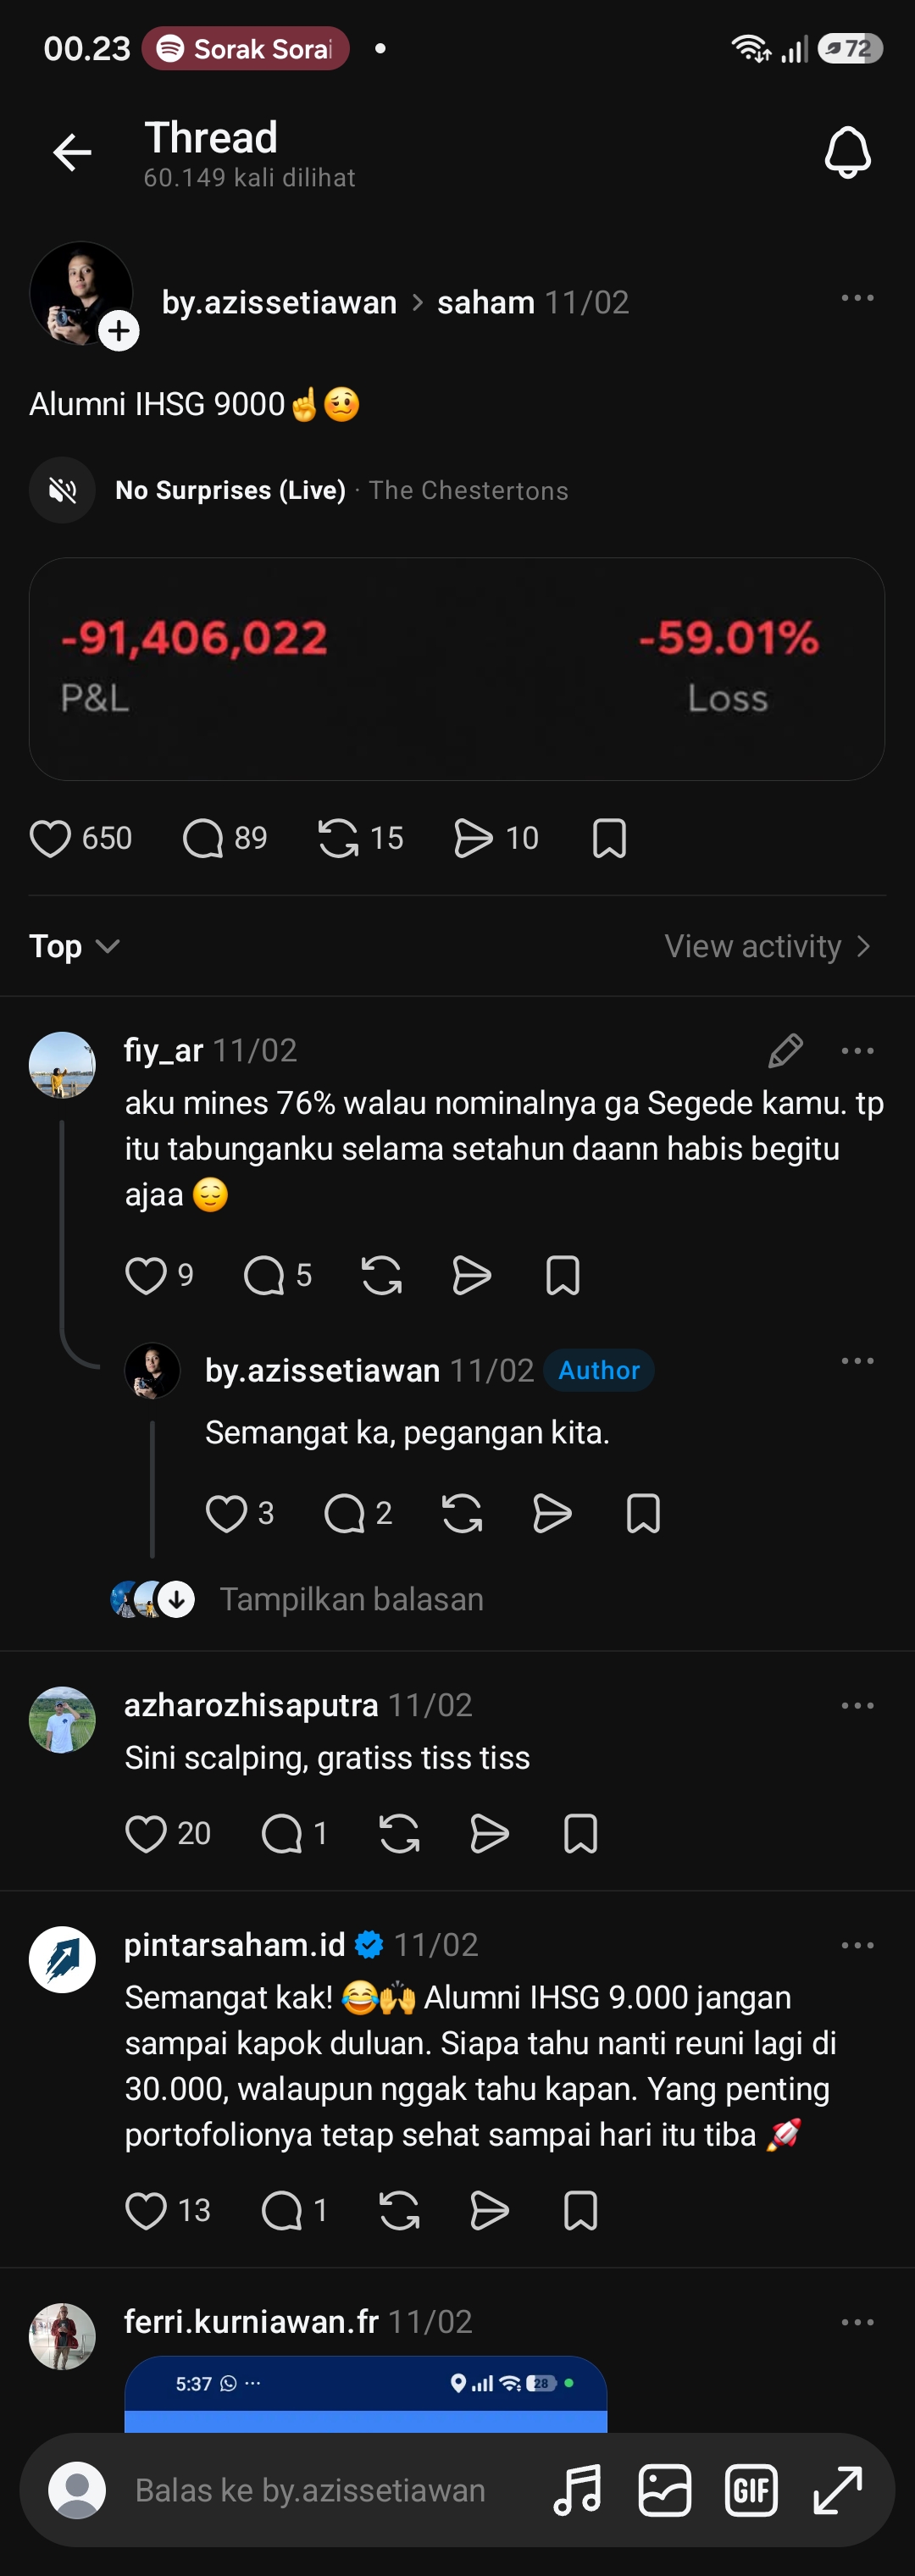 00.23 Sorak Sorai
72
Thread
60.149 kali dilihat
by.azissetiawan > saham 11/02
Alumni IHSG 9000☝️🥴
No Surprises (Live) · The Chestertons
-91,406,022 -59.01%
P&L Loss
650 89 15 10
Top View activity >
fiy_ar 11/02
aku mines 76% walau nominalnya ga Segede kamu. tp
itu tabunganku selama setahun daann habis begitu
ajaa 😌
9 5
by.azissetiawan 11/02 Author
Semangat ka, pegangan kita.
3 2
Tampilkan balasan
azharozhisaputra 11/02
Sini scalping, gratiss tiss tiss
20 1
pintarsaham.id 11/02
Semangat kak! 😂🙌 Alumni IHSG 9.000 jangan
sampai kapok duluan. Siapa tahu nanti reuni lagi di
30.000, walaupun nggak tahu kapan. Yang penting
portofolionya tetap sehat sampai hari itu tiba 🚀
13 1
ferri.kurniawan.fr 11/02
5:37 28
Balas ke by.azissetiawan GIF